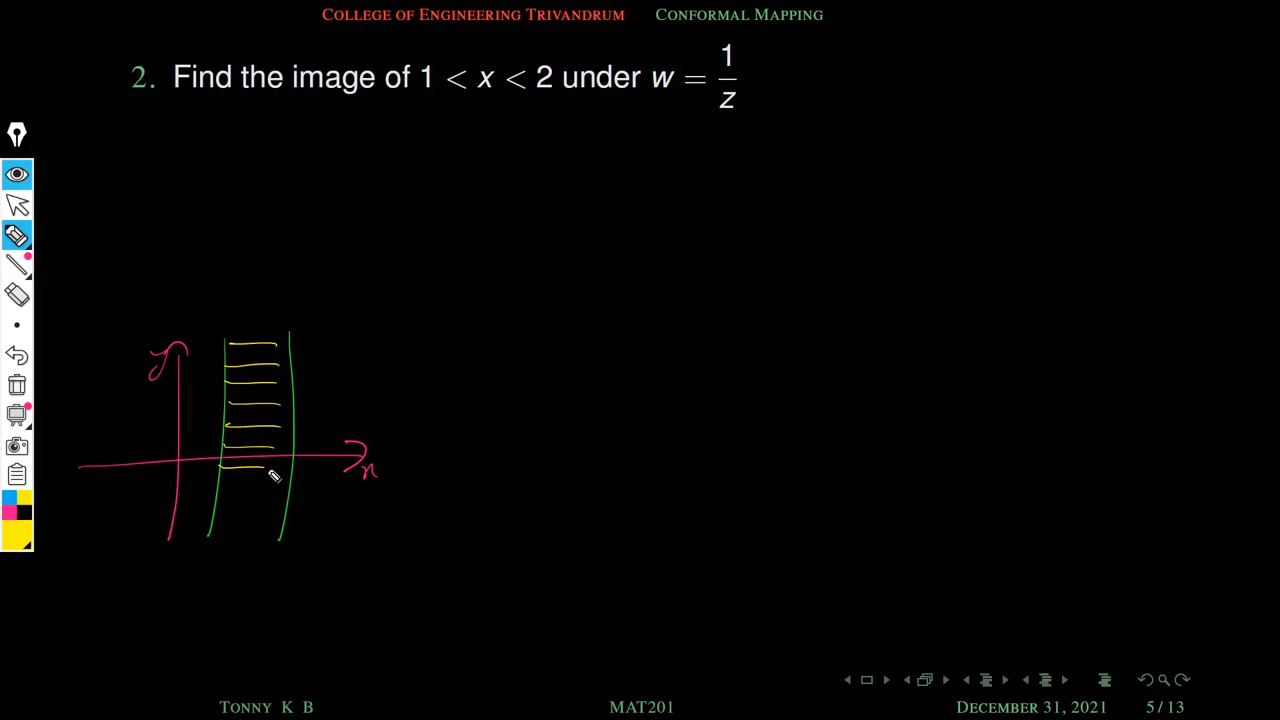 College of Engineering Trivandrum Conformal Mapping
2. Find the image of 1 < x < 2 under w = 1/z
y
x
Tonny K B MAT201 December 31, 2021 5 / 13